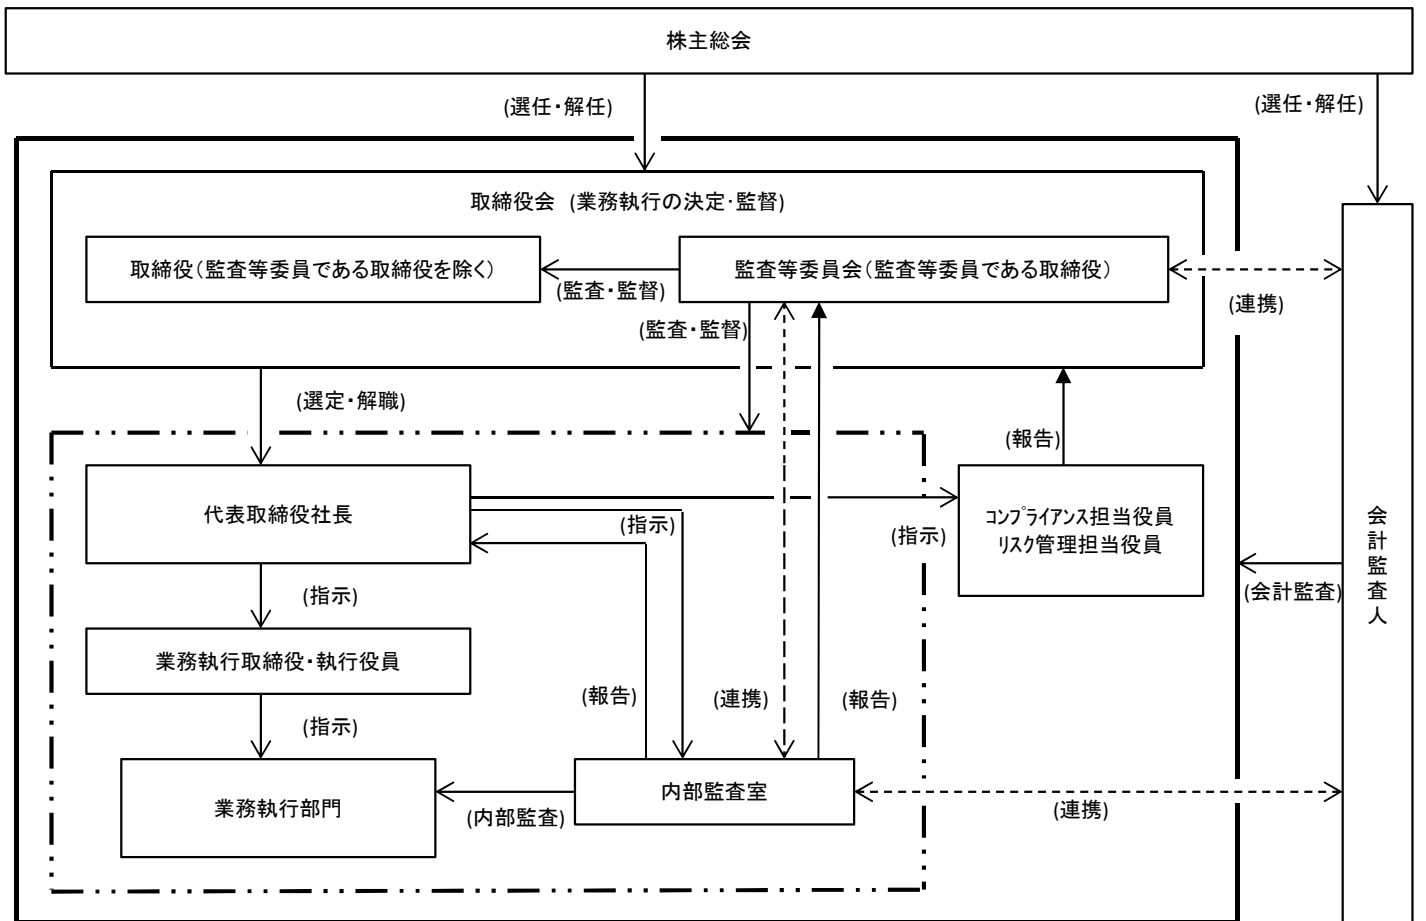 株主総会
(選任・解任)
(選任・解任)
取締役会 (業務執行の決定・監督)
取締役(監査等委員である取締役を除く)
監査等委員会(監査等委員である取締役)
(監査・監督)
(連携)
(監査・監督)
(選定・解職)
(報告)
代表取締役社長
(指示)
(指示)
コンプライアンス担当役員
リスク管理担当役員
会計監査人
(会計監査)
(指示)
業務執行取締役・執行役員
(報告)
(連携)
(報告)
(指示)
業務執行部門
(内部監査)
内部監査室
(連携)